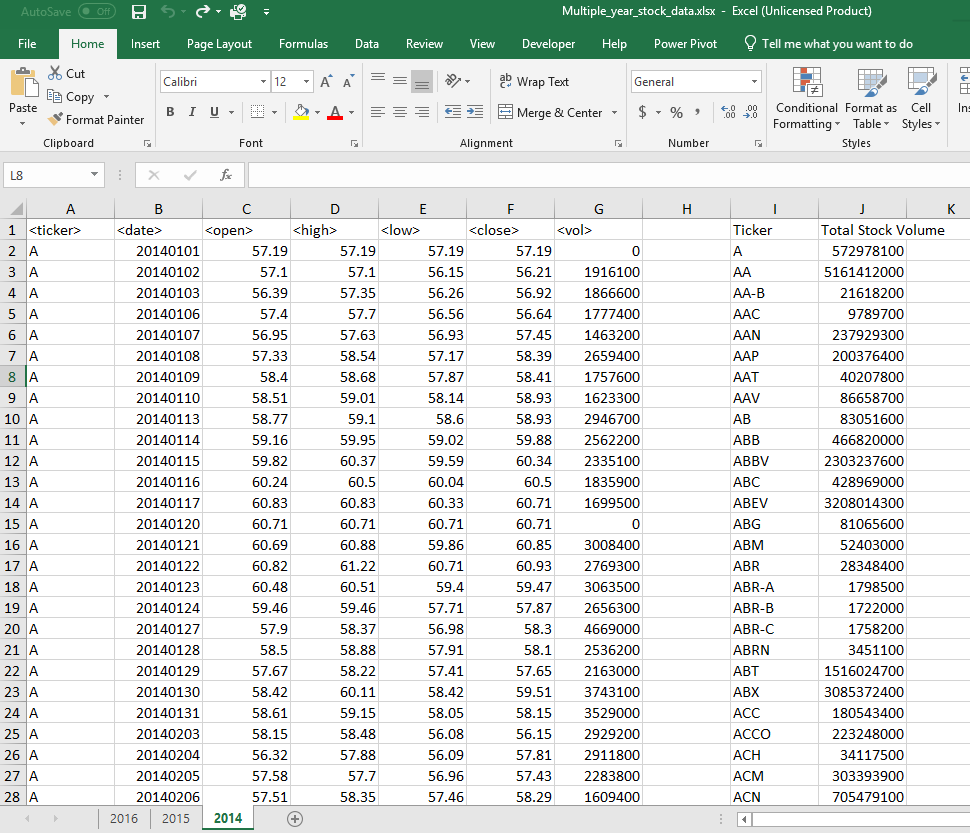 AutoSave Off Multiple_year_stock_data.xlsx - Excel (Unlicensed Product)
File Home Insert Page Layout Formulas Data Review View Developer Help Power Pivot Tell me what you want to do
Cut
Copy
Format Painter
Paste
Clipboard
Calibri 12
B I U
Font
Wrap Text
Merge & Center
Alignment
General
$ % ,
Number
Conditional Formatting
Format as Table
Cell Styles
Styles
L8 fx
A B C D E F G H I J K
1 <ticker> <date> <open> <high> <low> <close> <vol> Ticker Total Stock Volume
2 A 20140101 57.19 57.19 57.19 57.19 0 A 572978100
3 A 20140102 57.1 57.1 56.15 56.21 1916100 AA 5161412000
4 A 20140103 56.39 57.35 56.26 56.92 1866600 AA-B 21618200
5 A 20140106 57.4 57.7 56.56 56.64 1777400 AAC 9789700
6 A 20140107 56.95 57.63 56.93 57.45 1463200 AAN 237929300
7 A 20140108 57.33 58.54 57.17 58.39 2659400 AAP 200376400
8 A 20140109 58.4 58.68 57.87 58.41 1757600 AAT 40207800
9 A 20140110 58.51 59.01 58.14 58.93 1623300 AAV 86658700
10 A 20140113 58.77 59.1 58.6 58.93 2946700 AB 83051600
11 A 20140114 59.16 59.95 59.02 59.88 2562200 ABB 466820000
12 A 20140115 59.82 60.37 59.59 60.34 2335100 ABBV 2303237600
13 A 20140116 60.24 60.5 60.04 60.5 1835900 ABC 428969000
14 A 20140117 60.83 60.83 60.33 60.71 1699500 ABEV 3208014300
15 A 20140120 60.71 60.71 60.71 60.71 0 ABG 81065600
16 A 20140121 60.69 60.88 59.86 60.85 3008400 ABM 52403000
17 A 20140122 60.82 61.22 60.71 60.93 2769300 ABR 28348400
18 A 20140123 60.48 60.51 59.4 59.47 3063500 ABR-A 1798500
19 A 20140124 59.46 59.46 57.71 57.87 2656300 ABR-B 1722000
20 A 20140127 57.9 58.37 56.98 58.3 4669000 ABR-C 1758200
21 A 20140128 58.5 58.88 57.91 58.1 2536200 ABRN 3451100
22 A 20140129 57.67 58.22 57.41 57.65 2163000 ABT 1516024700
23 A 20140130 58.42 60.11 58.42 59.51 3743100 ABX 3085372400
24 A 20140131 58.61 59.15 58.05 58.15 3529000 ACC 180543400
25 A 20140203 58.15 58.48 56.08 56.15 2929200 ACCO 223248000
26 A 20140204 56.32 57.88 56.09 57.81 2911800 ACH 34117500
27 A 20140205 57.58 57.7 56.96 57.43 2283800 ACM 303393900
28 A 20140206 57.51 58.35 57.46 58.29 1609400 ACN 705479100
2016 2015 2014